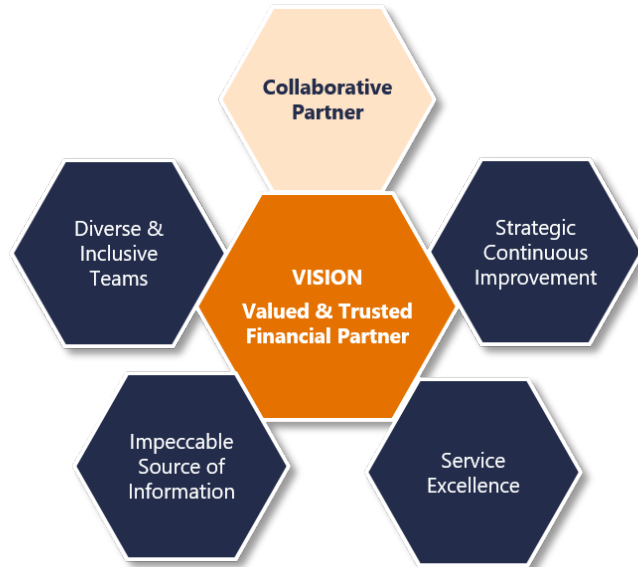 Collaborative
Partner
Diverse &
Inclusive
Teams
Strategic
Continuous
Improvement
VISION
Valued & Trusted
Financial Partner
Impeccable
Source of
Information
Service
Excellence